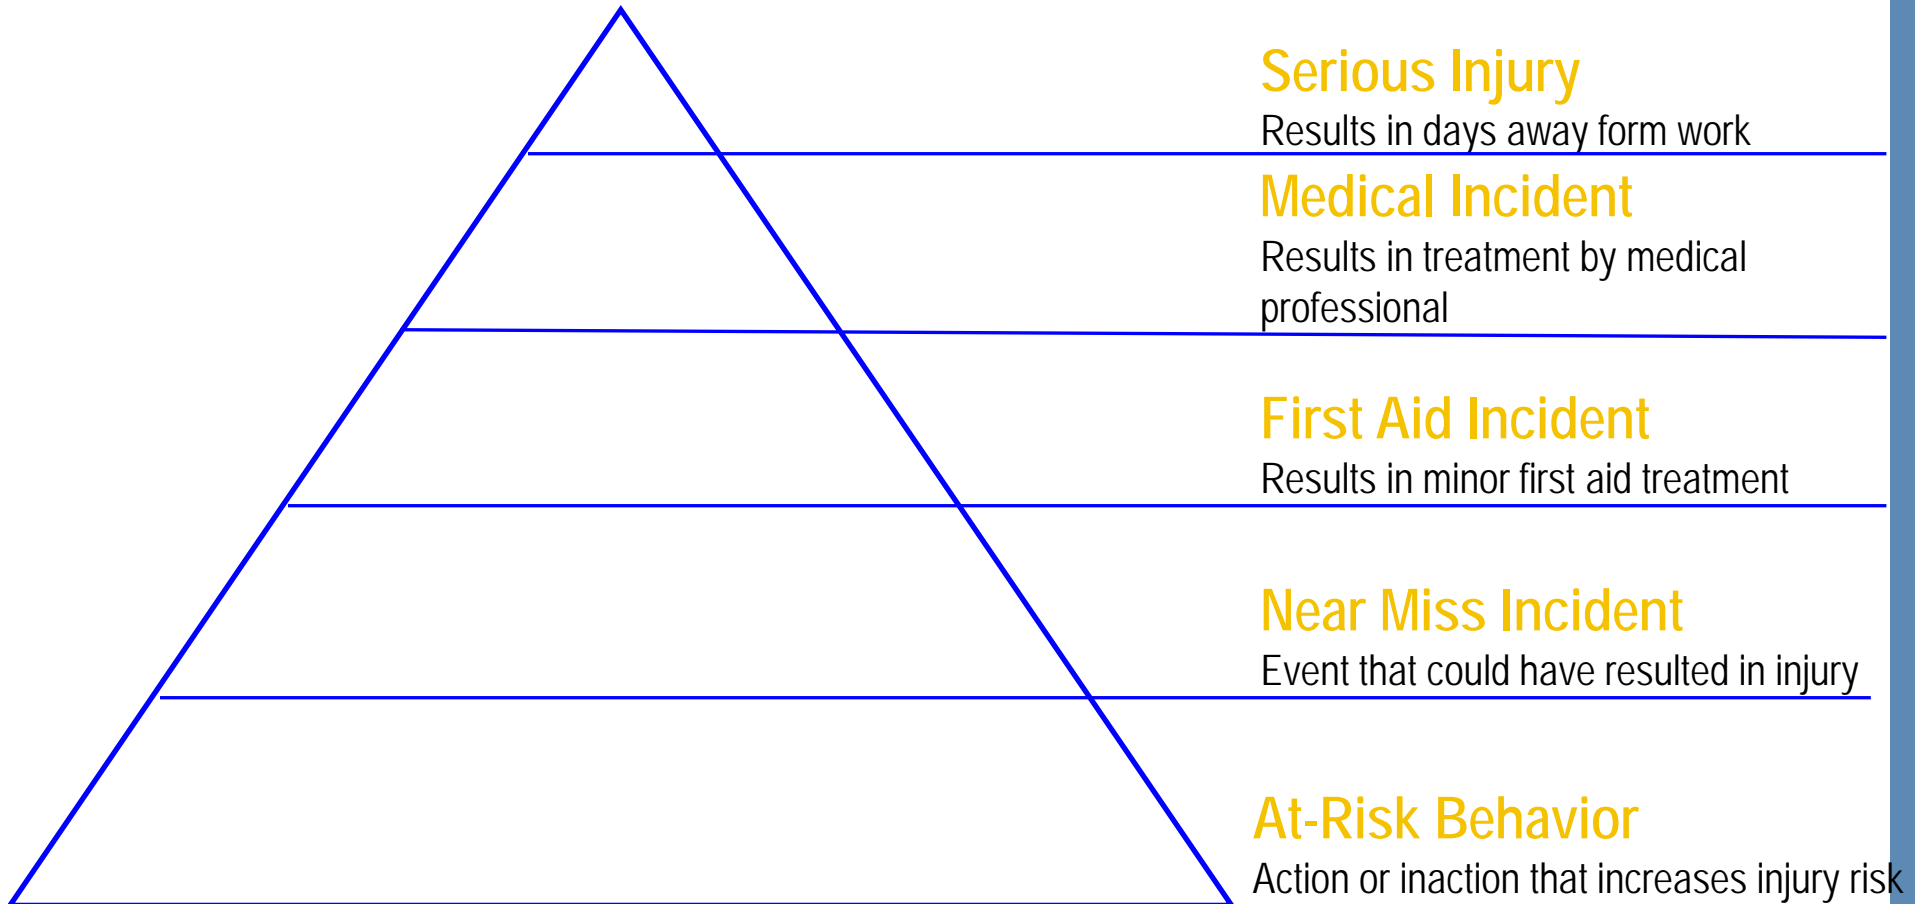 Serious Injury
Results in days away form work
Medical Incident
Results in treatment by medical
professional
First Aid Incident
Results in minor first aid treatment
Near Miss Incident
Event that could have resulted in injury
At-Risk Behavior
Action or inaction that increases injury risk